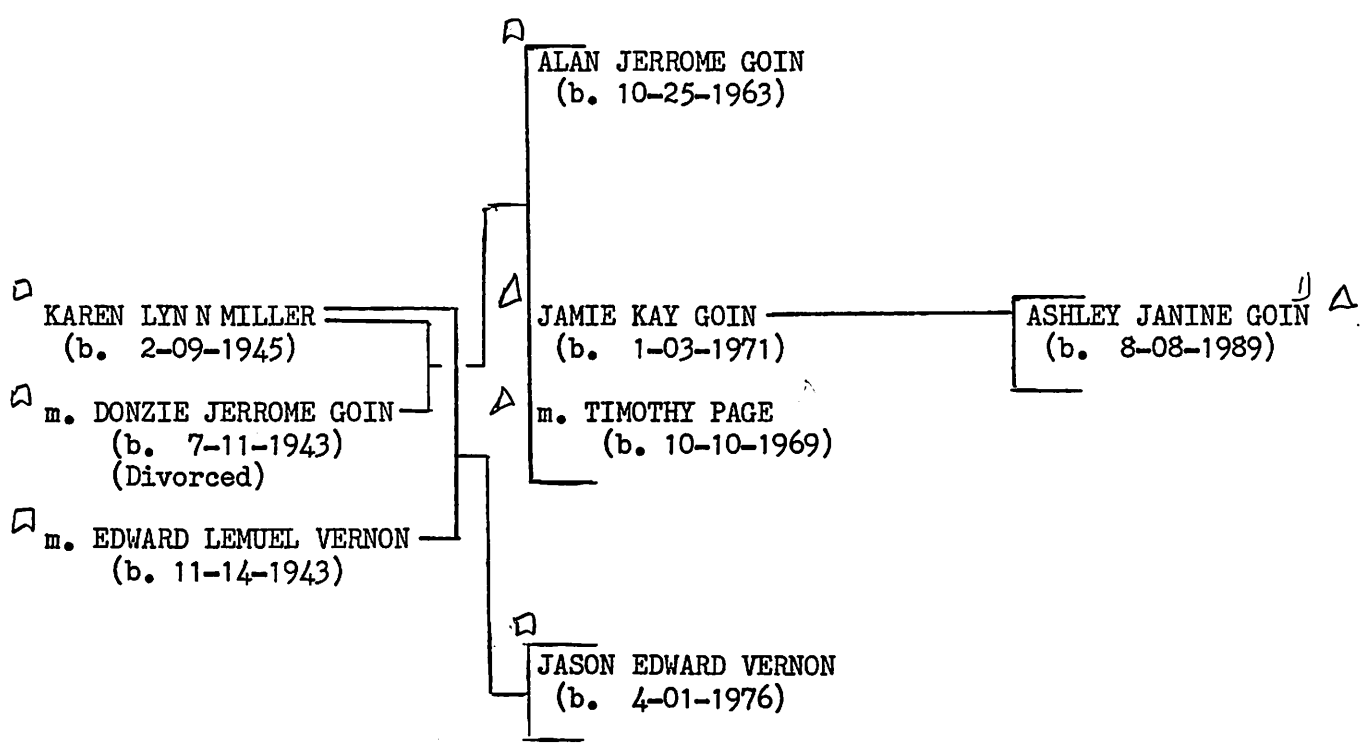 ALAN JERROME GOIN
(b. 10-25-1963)
KAREN LYNN MILLER
(b. 2-09-1945)
m. DONZIE JERROME GOIN
(b. 7-11-1943)
(Divorced)
m. EDWARD LEMUEL VERNON
(b. 11-14-1943)
JAMIE KAY GOIN
(b. 1-03-1971)
m. TIMOTHY PAGE
(b. 10-10-1969)
ASHLEY JANINE GOIN
(b. 8-08-1989)
JASON EDWARD VERNON
(b. 4-01-1976)